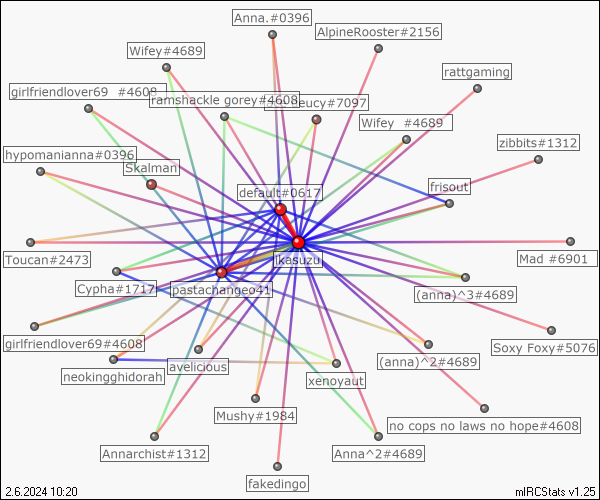 Anna.#0396
AlpineRooster#2156
Wifey#4689
rattgaming
girlfriendlover69 #4608
ramshackle gorey#4608
eucy#7097
Wifey #4689
zibbits#1312
hypomanianna#0396
Skalman
default#0617
frisout
kasuzu
Toucan#2473
Mad #6901
Cypha#1717
pastachangeo41
(anna)^3#4689
girlfriendlover69#4608
Soxy Foxy#5076
avelicious
(anna)^2#4689
neokingghidorah
xenoyaut
Mushy#1984
no cops no laws no hope#4608
Annarchist#1312
Anna^2#4689
fakedingo
2.6.2024 10:20
mIRCStats v1.25